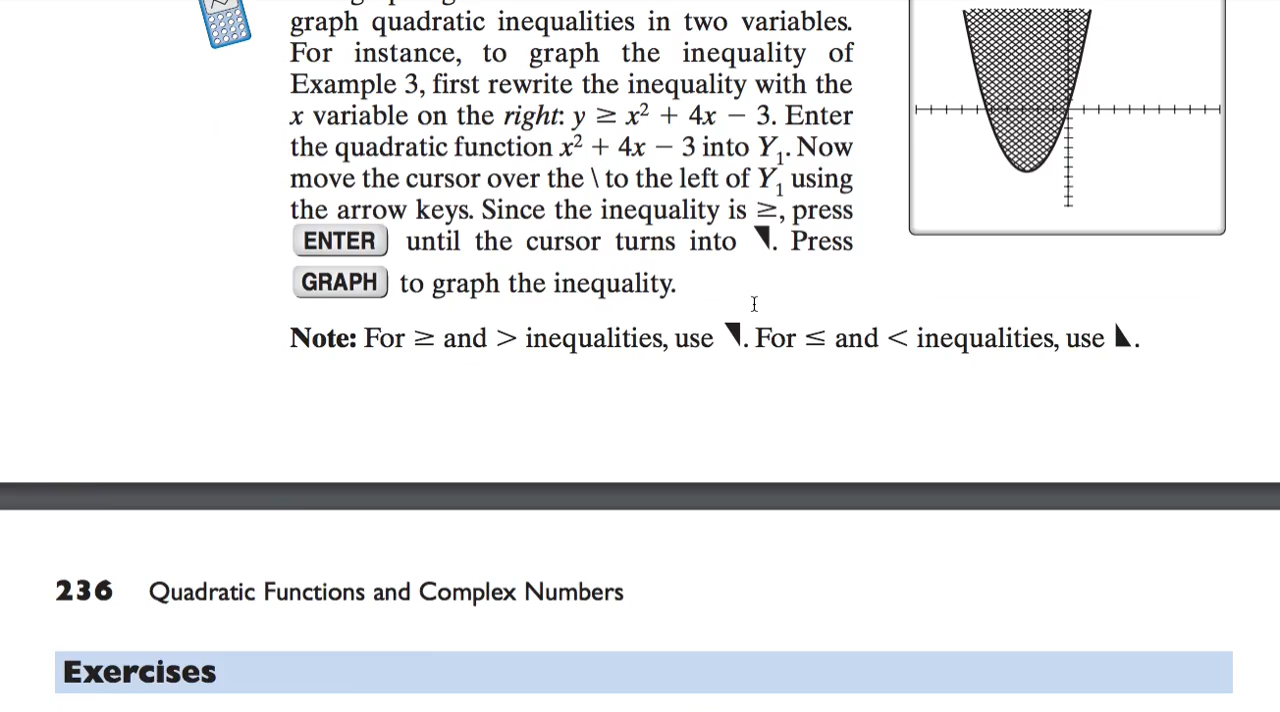 graph quadratic inequalities in two variables.
For instance, to graph the inequality of
Example 3, first rewrite the inequality with the
x variable on the right: y ≥ x² + 4x − 3. Enter
the quadratic function x² + 4x − 3 into Y₁. Now
move the cursor over the \ to the left of Y₁ using
the arrow keys. Since the inequality is ≥, press
ENTER until the cursor turns into ◥. Press
GRAPH to graph the inequality.
Note: For ≥ and > inequalities, use ◥. For ≤ and < inequalities, use ◣.
236 Quadratic Functions and Complex Numbers
Exercises